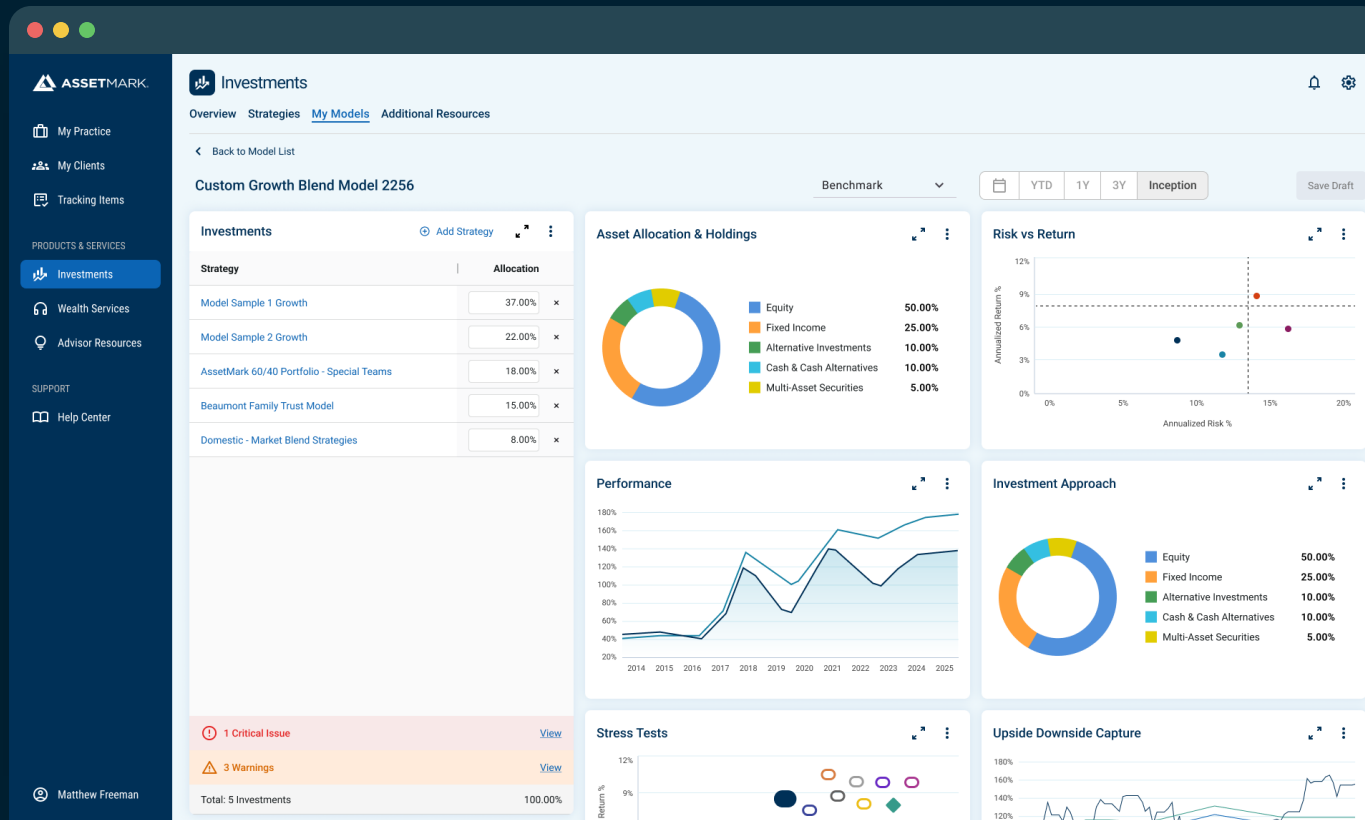 ASSETMARK.
My Practice
My Clients
Tracking Items
PRODUCTS & SERVICES
Investments
Wealth Services
Advisor Resources
SUPPORT
Help Center
Matthew Freeman
Investments
Overview Strategies My Models Additional Resources
Back to Model List
Custom Growth Blend Model 2256
Benchmark
YTD 1Y 3Y Inception
Save Draft
Investments
Add Strategy
Strategy Allocation
Model Sample 1 Growth 37.00% ×
Model Sample 2 Growth 22.00% ×
AssetMark 60/40 Portfolio - Special Teams 18.00% ×
Beaumont Family Trust Model 15.00% ×
Domestic - Market Blend Strategies 8.00% ×
1 Critical Issue View
3 Warnings View
Total: 5 Investments 100.00%
Asset Allocation & Holdings
Equity 50.00%
Fixed Income 25.00%
Alternative Investments 10.00%
Cash & Cash Alternatives 10.00%
Multi-Asset Securities 5.00%
Risk vs Return
Annualized Return %
12%
9%
6%
3%
0%
0% 5% 10% 15% 20%
Annualized Risk %
Performance
180%
160%
140%
120%
100%
80%
60%
40%
20%
2014 2015 2016 2017 2018 2019 2020 2021 2022 2023 2024 2025
Investment Approach
Equity 50.00%
Fixed Income 25.00%
Alternative Investments 10.00%
Cash & Cash Alternatives 10.00%
Multi-Asset Securities 5.00%
Stress Tests
12%
9%
Return %
Upside Downside Capture
180%
160%
140%
120%